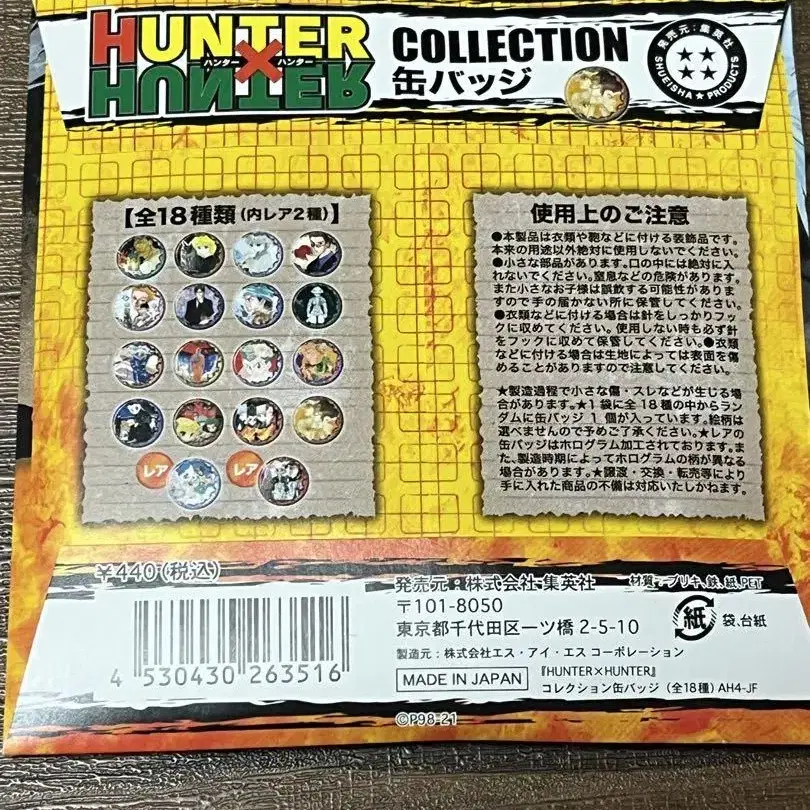 HUNTER
ハンター×ハンター
HUNTER
COLLECTION
缶バッジ
発売元：集英社
SHUEISHA★PRODUCTS
【全18種類(内レア2種)】
レア
レア
使用上のご注意
●本製品は衣類や鞄などに付ける装飾品です。
本来の用途以外絶対に使用しないでください。
●小さな部品があります。口の中には絶対に入
れないでください。窒息などの危険があります。
また小さなお子様は誤飲する可能性があります
ますので手の届かない所に保管してください。
●衣類などに付ける場合は針をしっかりフッ
クに収めてください。使用しない時も必ず針
をフックに収めて保管してください。●衣類
などに付ける場合は生地によっては表面を傷
めることがありますので注意してください。
★製造過程で小さな傷・スレなどが生じる場
合があります。★1袋に全18種の中からラン
ダムに缶バッジ1個が入っています。絵柄は
選べませんので予めご了承ください。★レアの
缶バッジはホログラム加工されております。ま
た、製造時期によってホログラムの柄が異なる
場合があります。★譲渡・交換・転売等により
手に入れた商品の不備は対応いたしかねます。
¥440(税込)
4 530430 263516
発売元：株式会社 集英社
〒101-8050
東京都千代田区一ツ橋 2-5-10
製造元：株式会社エス・アイ・エス コーポレーション
MADE IN JAPAN
『HUNTER×HUNTER』
コレクション缶バッジ (全18種) AH4-JF
材質：ブリキ、鉄、紙、PET
紙
袋、台紙
©P98-21